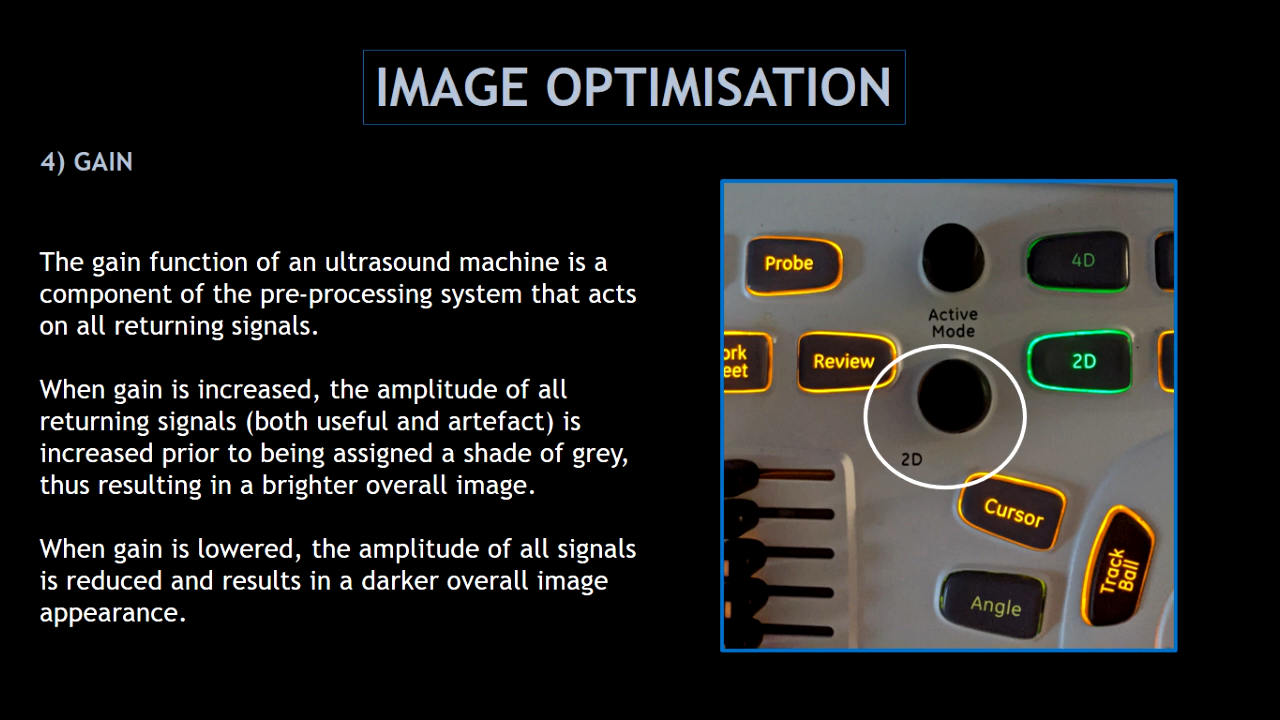 IMAGE OPTIMISATION
4) GAIN
The gain function of an ultrasound machine is a
component of the pre-processing system that acts
on all returning signals.
When gain is increased, the amplitude of all
returning signals (both useful and artefact) is
increased prior to being assigned a shade of grey,
thus resulting in a brighter overall image.
When gain is lowered, the amplitude of all signals
is reduced and results in a darker overall image
appearance.
Probe
4D
Active
Mode
ork
eet
Review
2D
2D
Cursor
Track
Ball
Angle